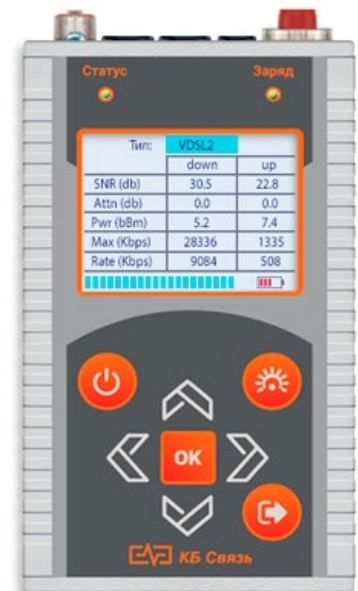 Статус Заряд
Тип: VDSL2
down up
SNR (db) 30.5 22.8
Attn (db) 0.0 0.0
Pwr (bBm) 5.2 7.4
Max (Kbps) 28336 1335
Rate (Kbps) 9084 508
OK
КБ Связь